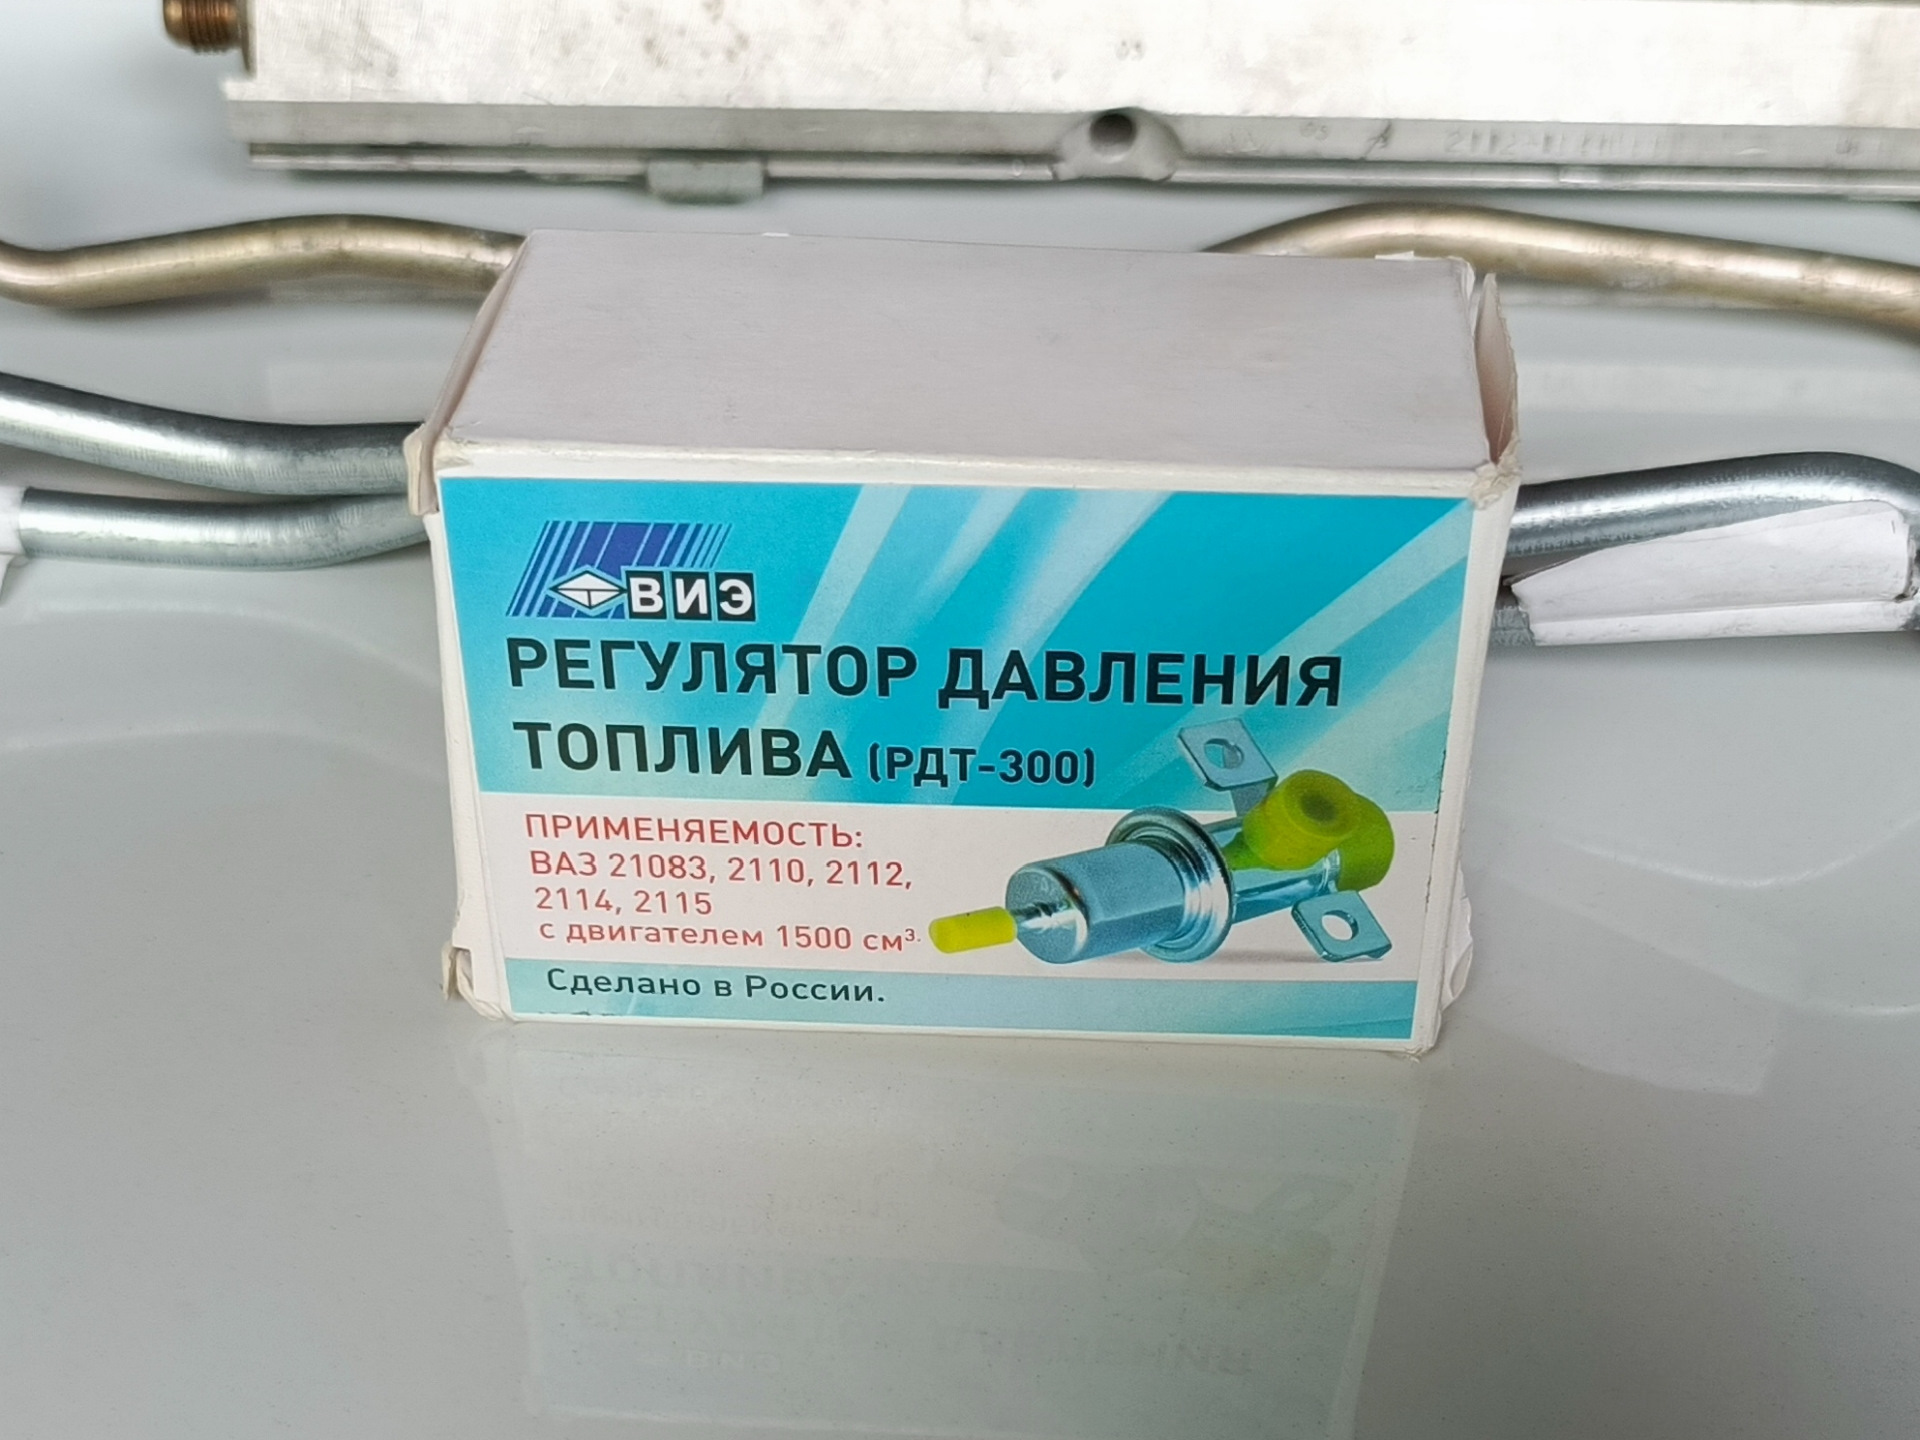 ВИЭ
РЕГУЛЯТОР ДАВЛЕНИЯ
ТОПЛИВА (РДТ-300)
ПРИМЕНЯЕМОСТЬ:
ВАЗ 21083, 2110, 2112,
2114, 2115
с двигателем 1500 см³.
Сделано в России.